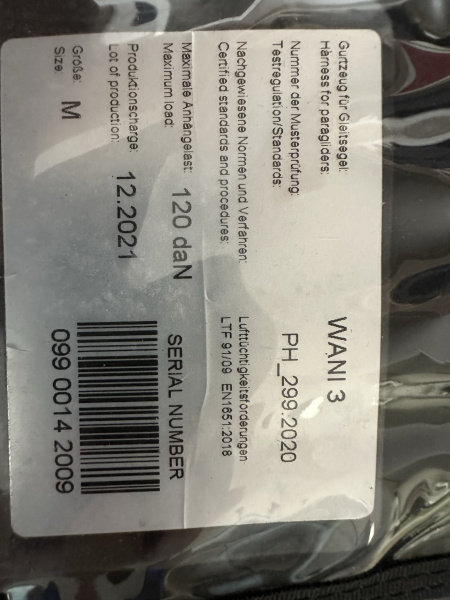 Gurtzeug für Gleitsegel:
Harness for paragliders:
WANI 3
Nummer der Musterprüfung:
Testregulation/Standards:
PH_299.2020
Nachgewiesene Normen und Verfahren:
Certified standards and procedures:
Lufttüchtigkeitsforderungen
LTF 91/09 EN1651:2018
Maximale Anhängelast:
Maximum load:
120 daN
SERIAL NUMBER
Produktionscharge:
Lot of production:
12.2021
099 0014 2009
Größe:
Size
M